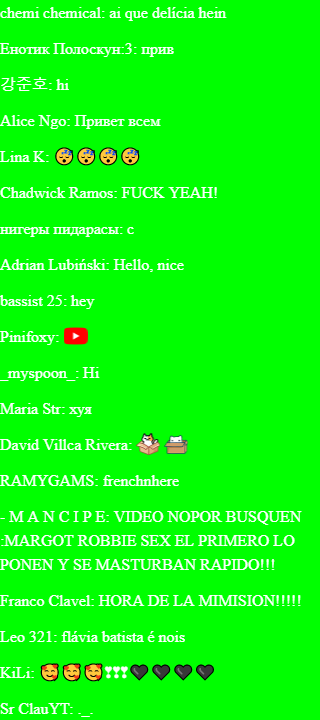 chemi chemical: ai que delícia hein
Енотик Полоскун:3: прив
강준호: hi
Alice Ngo: Привет всем
Lina K: 😴😴😴😴
Chadwick Ramos: FUCK YEAH!
нигеры пидарасы: с
Adrian Lubiński: Hello, nice
bassist 25: hey
Pinifoxy:
_myspoon_: Hi
Maria Str: хуя
David Villca Rivera:
RAMYGAMS: frenchnhere
- M A N C I P E: VIDEO NOPOR BUSQUEN
:MARGOT ROBBIE SEX EL PRIMERO LO
PONEN Y SE MASTURBAN RAPIDO!!!
Franco Clavel: HORA DE LA MIMISION!!!!!
Leo 321: flávia batista é nois
KiLi: 🥰🥰🥰❣❣❣🖤🖤🖤🖤
Sr ClauYT: ._.